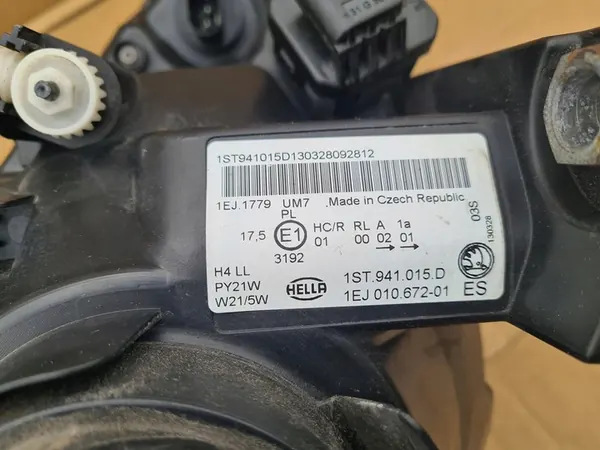 1ST941015D130328092812
1EJ.1779 UM7 .Made in Czech Republic
PL
17,5 E1 HC/R RL A 1a
01 00 02 01
3192
H4 LL
PY21W
W21/5W
HELLA
1ST.941.015.D
1EJ 010.672-01
ES
03S
130328